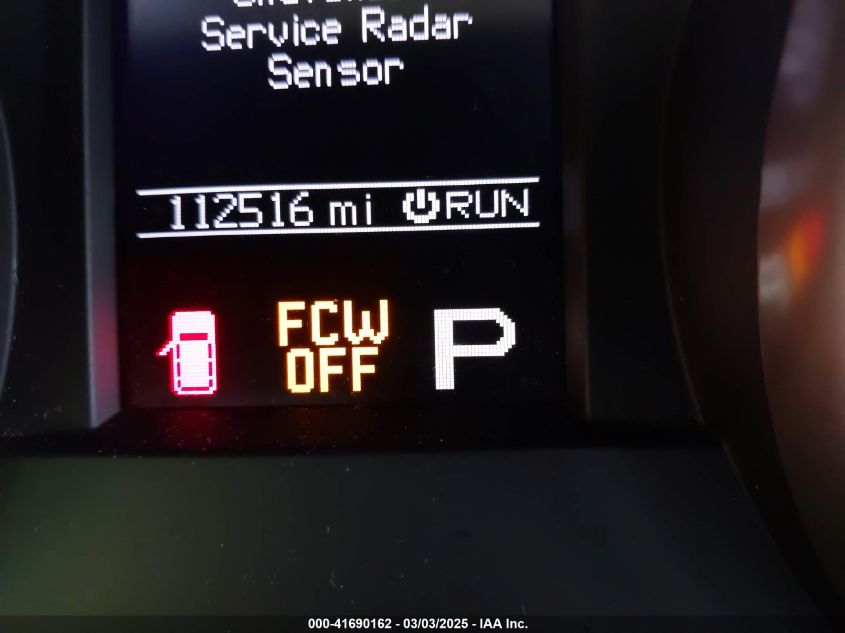 Service Radar
Sensor
112516 mi RUN
FCW
OFF
P
000-41690162 - 03/03/2025 - IAA Inc.